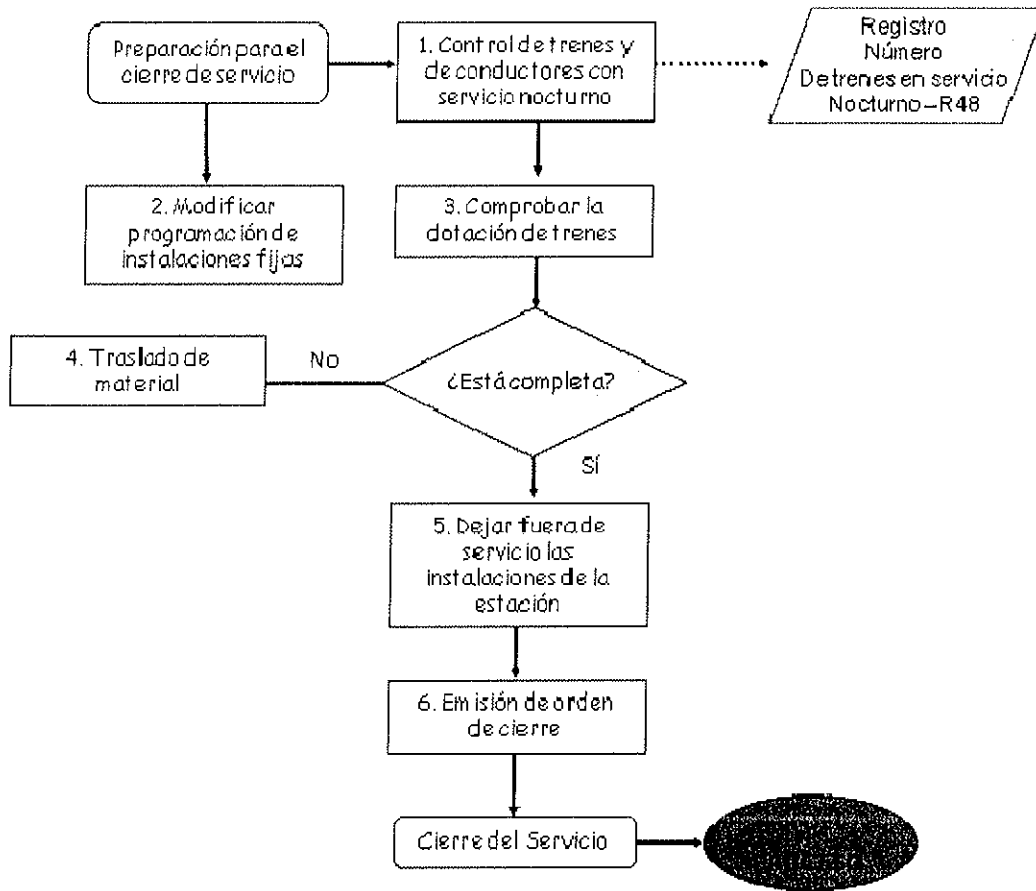 Preparación para el
cierre de servicio
1. Control de trenes y
de conductores con
servicio nocturno
Registro
Número
De trenes en servicio
Nocturno – R48
2. Modificar
programación de
instalaciones fijas
3. Comprobar la
dotación de trenes
4. Traslado de
material
No
¿Está completa?
Sí
5. Dejar fuera de
servicio las
instalaciones de la
estación
6. Emisión de orden
de cierre
Cierre del Servicio